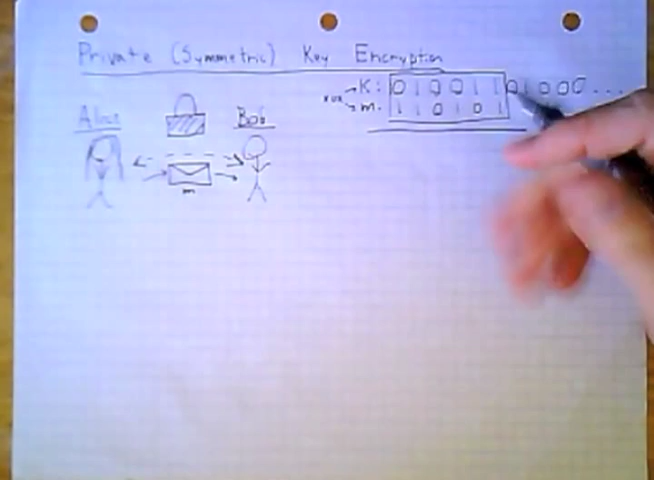 Private (Symmetric) Key Encryption
K: 0 1 0 0 1 1 0 1 0 0 0 ...
xor m. 1 1 0 1 0 1
Alice Bob
m